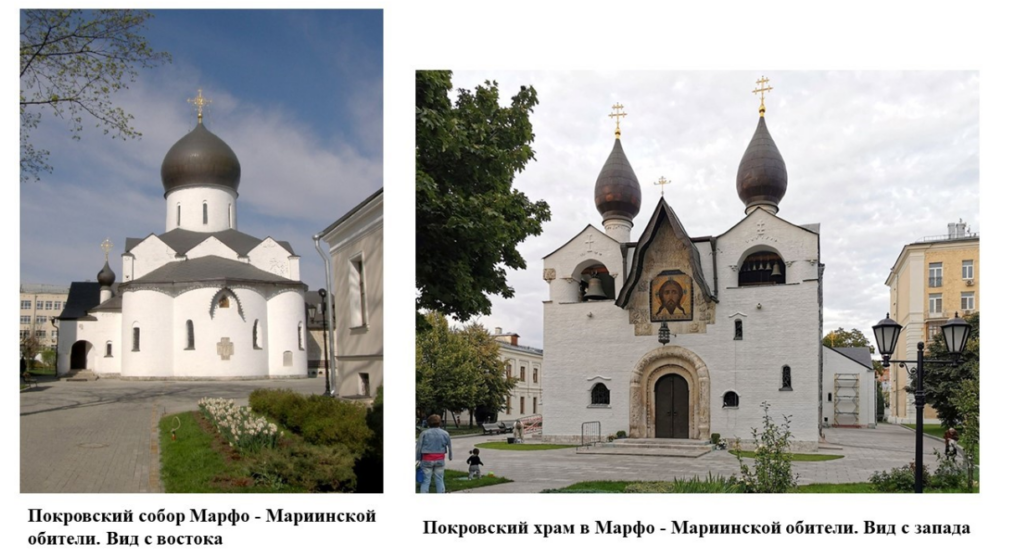 Покровский собор Марфо - Мариинской
обители. Вид с востока
Покровский храм в Марфо - Мариинской обители. Вид с запада